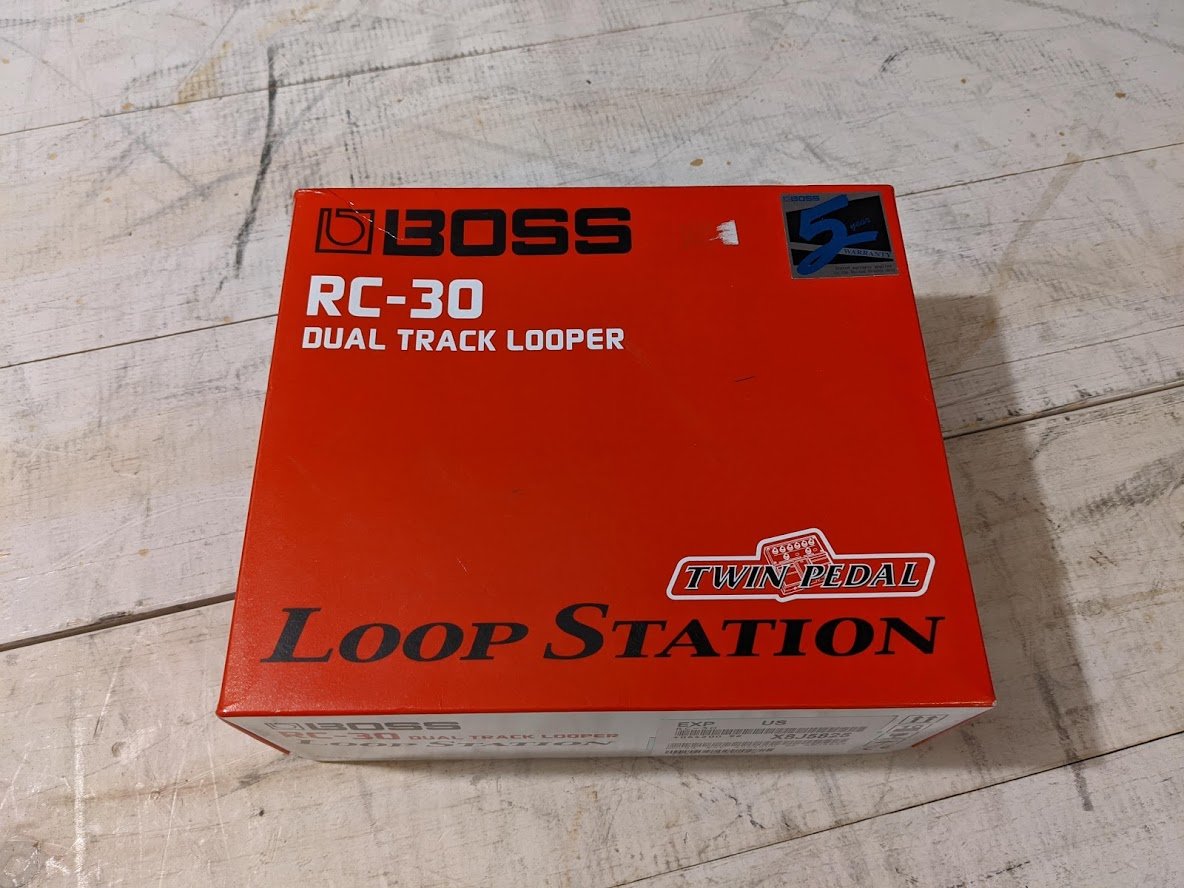 BOSS
RC-30
DUAL TRACK LOOPER
BOSS
5 year
WARRANTY
TWIN PEDAL
LOOP STATION
BOSS
RC-30 DUAL TRACK LOOPER
LOOP STATION
EXP US